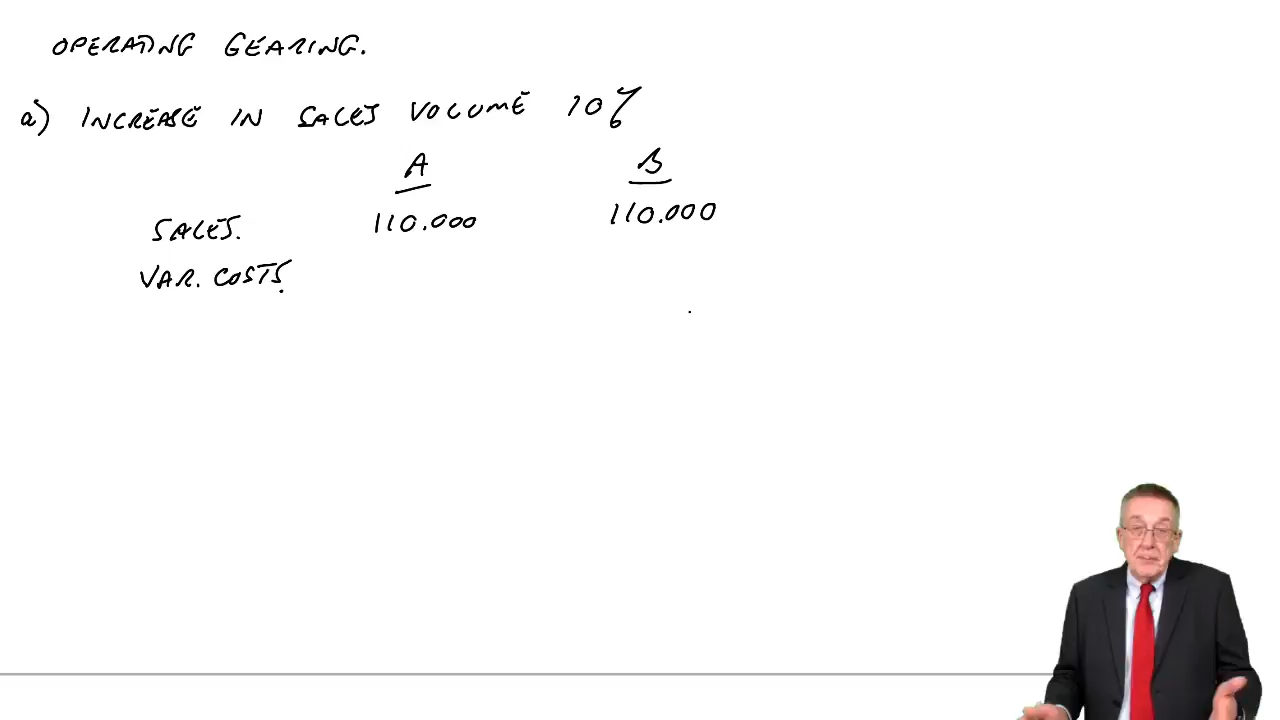 OPERATING GEARING.
a) INCREASE IN SALES VOLUME 10%
A B
SALES. 110.000 110.000
VAR. COSTS.